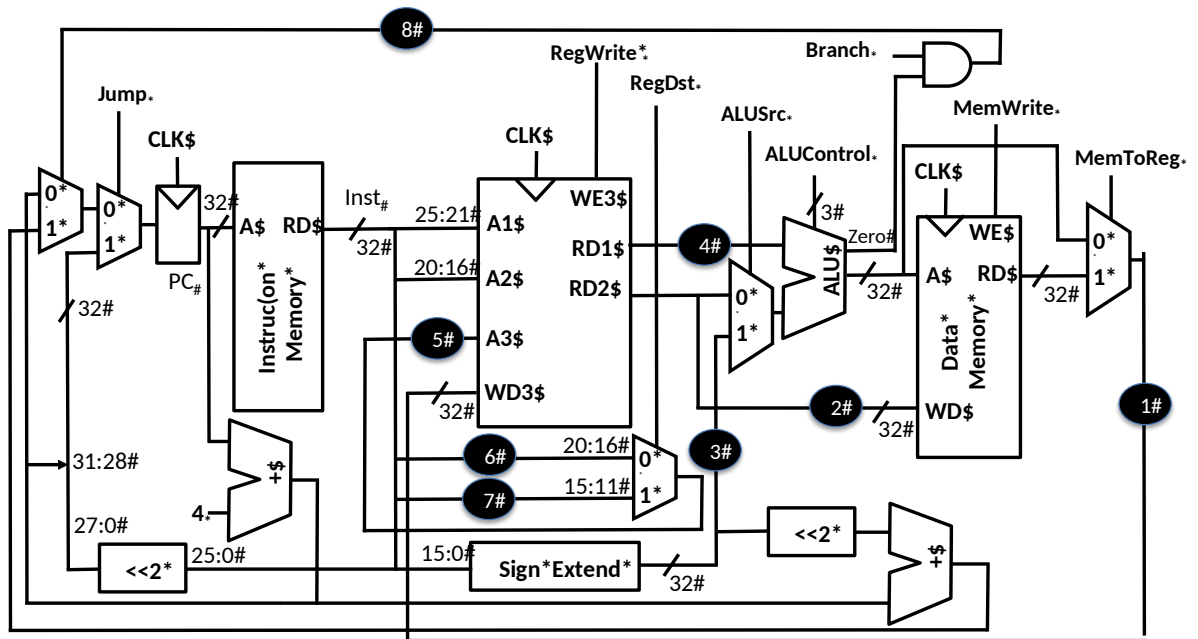 8#
RegWrite*
*
Branch*
RegDst*
Jump*
ALUSrc*
MemWrite*
CLK$
CLK$
ALUControl*
CLK$
MemToReg*
0*
1*
0*
1*
32#
A$
RD$
Instruc(on*
Memory*
Inst#
32#
25:21#
A1$
WE3$
RD1$
4#
3#
Zero#
ALU$
32#
WE$
A$
RD$
32#
0*
1*
PC#
20:16#
A2$
RD2$
0*
1*
Data*
Memory*
32#
5#
A3$
32#
WD3$
2#
32#
WD$
1#
31:28#
+$
4*
6#
20:16#
0*
3#
7#
15:11#
1*
27:0#
<<2*
25:0#
15:0#
Sign*Extend*
32#
<<2*
+$